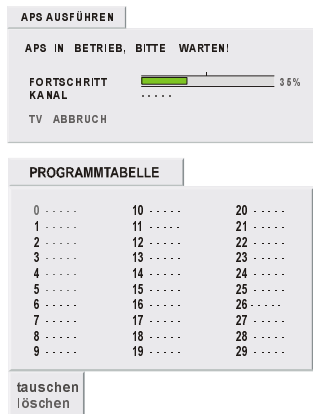 APS AUSFÜHREN
APS IN BETRIEB, BITTE WARTEN!
FORTSCHRITT 35%
KANAL - - - - -
TV ABBRUCH
PROGRAMMTABELLE
0 - - - - - 10 - - - - - 20 - - - - -
1 - - - - - 11 - - - - - 21 - - - - -
2 - - - - - 12 - - - - - 22 - - - - -
3 - - - - - 13 - - - - - 23 - - - - -
4 - - - - - 14 - - - - - 24 - - - - -
5 - - - - - 15 - - - - - 25 - - - - -
6 - - - - - 16 - - - - - 26 - - - - -
7 - - - - - 17 - - - - - 27 - - - - -
8 - - - - - 18 - - - - - 28 - - - - -
9 - - - - - 19 - - - - - 29 - - - - -
tauschen
löschen